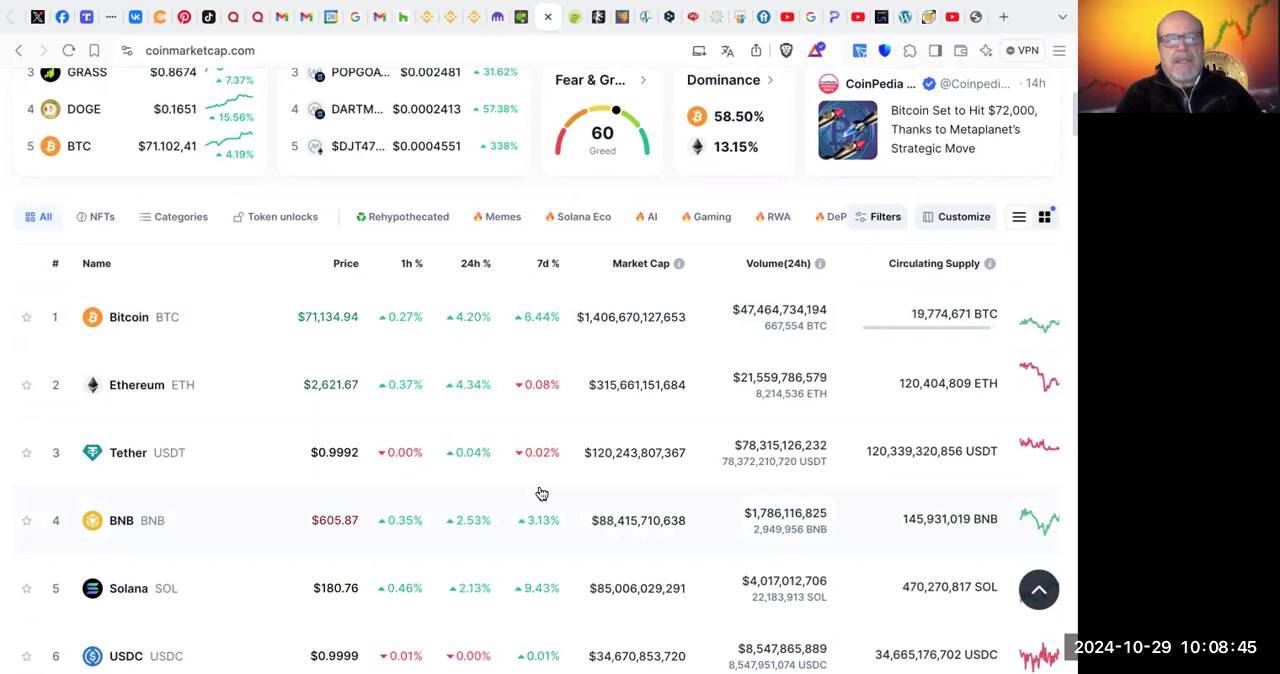 coinmarketcap.com
VPN
3 GRASS $0.8674 7.37%
4 DOGE $0.1651 15.56%
5 BTC $71.102,41 4.19%
3 POPGOA... $0.002481 31.62%
4 DARTM... $0.0002413 57.38%
5 $DJT47... $0.0004551 338%
Fear & Gr...
60
Greed
Dominance
58.50%
13.15%
CoinPedia ... @Coinpedi... · 14h
Bitcoin Set to Hit $72,000,
Thanks to Metaplanet's
Strategic Move
All NFTs Categories Token unlocks Rehypothecated Memes Solana Eco AI Gaming RWA DeP Filters Customize
# Name Price 1h % 24h % 7d % Market Cap Volume(24h) Circulating Supply
1 Bitcoin BTC $71,134.94 0.27% 4.20% 6.44% $1,406,670,127,653 $47,464,734,194 19,774,671 BTC
667,554 BTC
2 Ethereum ETH $2,621.67 0.37% 4.34% 0.08% $315,661,151,684 $21,559,786,579 120,404,809 ETH
8,214,536 ETH
3 Tether USDT $0.9992 0.00% 0.04% 0.02% $120,243,807,367 $78,315,126,232 120,339,320,856 USDT
78,372,210,720 USDT
4 BNB BNB $605.87 0.35% 2.53% 3.13% $88,415,710,638 $1,786,116,825 145,931,019 BNB
2,949,956 BNB
5 Solana SOL $180.76 0.46% 2.13% 9.43% $85,006,029,291 $4,017,012,706 470,270,817 SOL
22,183,913 SOL
6 USDC USDC $0.9999 0.01% 0.00% 0.01% $34,670,853,720 $8,547,865,889 34,665,176,702 USDC
8,547,951,074 USDC
2024-10-29 10:08:45